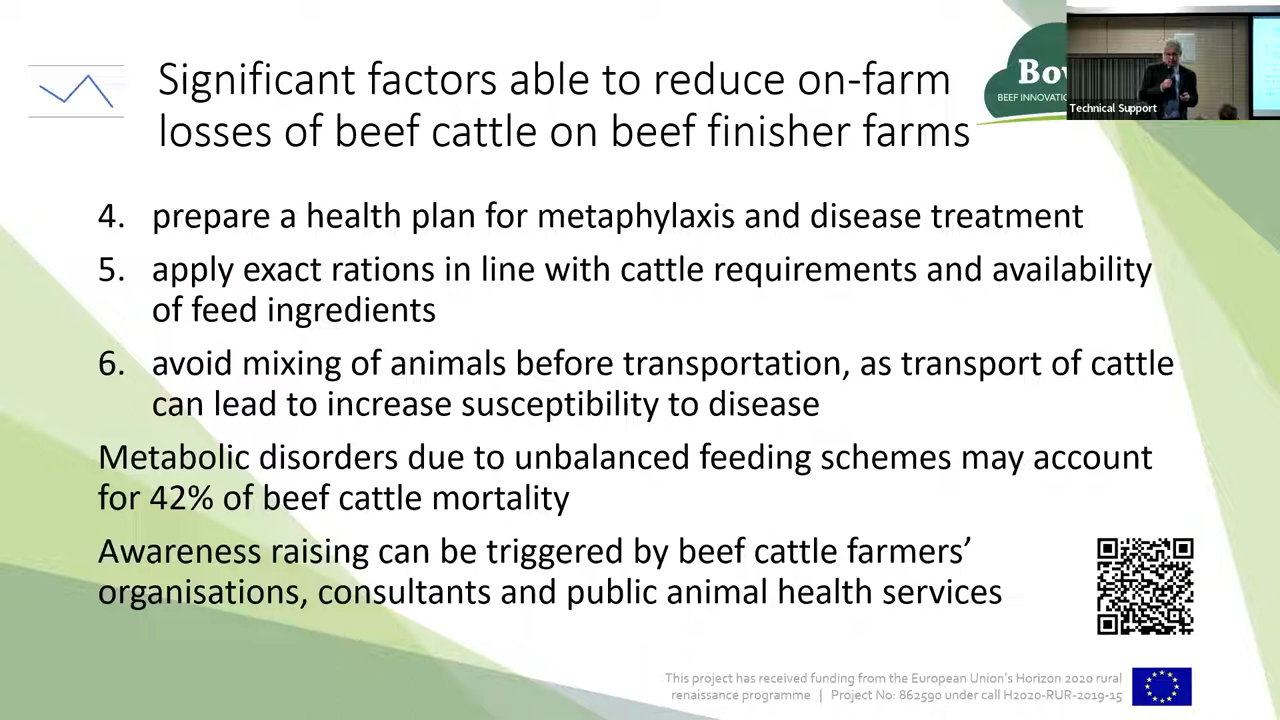 Significant factors able to reduce on-farm
losses of beef cattle on beef finisher farms
Bov
BEEF INNOVATIO
Technical Support
4. prepare a health plan for metaphylaxis and disease treatment
5. apply exact rations in line with cattle requirements and availability
of feed ingredients
6. avoid mixing of animals before transportation, as transport of cattle
can lead to increase susceptibility to disease
Metabolic disorders due to unbalanced feeding schemes may account
for 42% of beef cattle mortality
Awareness raising can be triggered by beef cattle farmers’
organisations, consultants and public animal health services
This project has received funding from the European Union’s Horizon 2020 rural
renaissance programme | Project No: 862590 under call H2020-RUR-2019-15